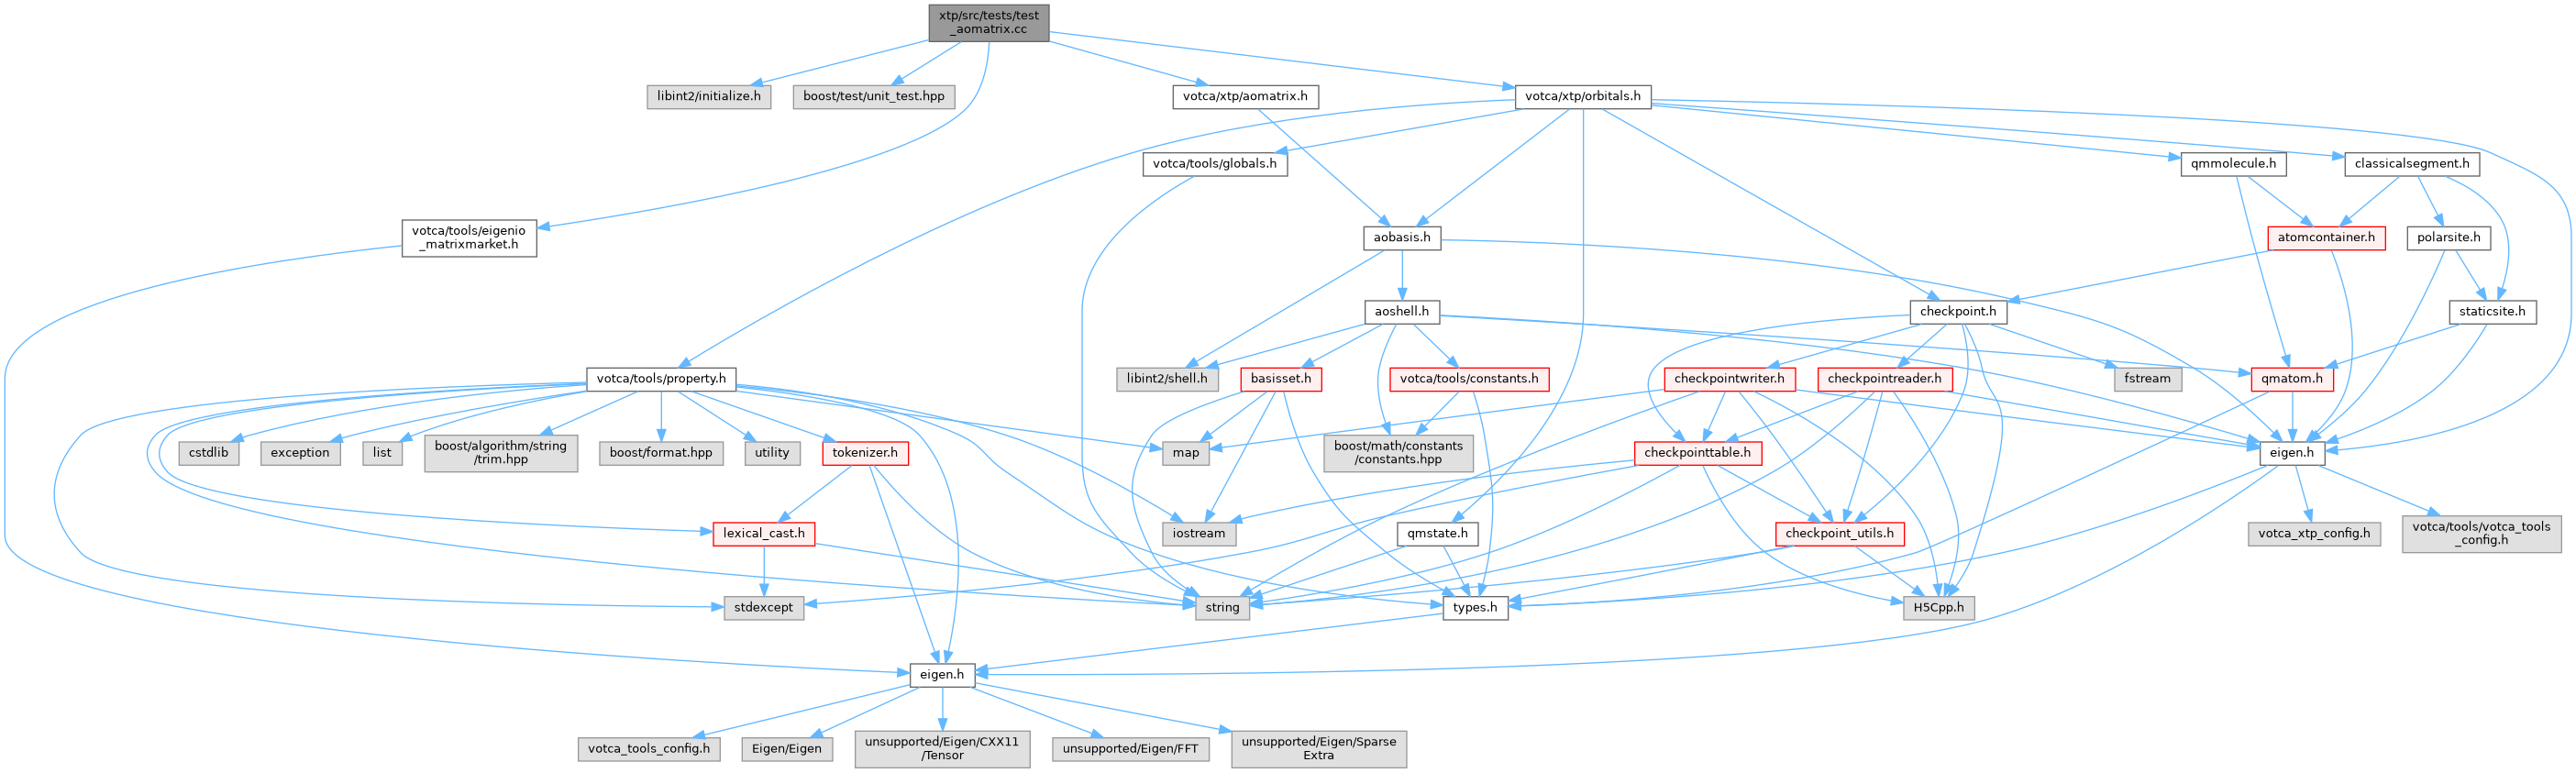 xtp/src/tests/test
_aomatrix.cc
libint2/initialize.h
boost/test/unit_test.hpp
votca/xtp/aomatrix.h
votca/xtp/orbitals.h
votca/tools/globals.h
qmmolecule.h
classicalsegment.h
votca/tools/eigenio
_matrixmarket.h
aobasis.h
atomcontainer.h
polarsite.h
aoshell.h
checkpoint.h
staticsite.h
votca/tools/property.h
libint2/shell.h
basisset.h
votca/tools/constants.h
checkpointwriter.h
checkpointreader.h
fstream
qmatom.h
cstdlib
exception
list
boost/algorithm/string
/trim.hpp
boost/format.hpp
utility
tokenizer.h
map
boost/math/constants
/constants.hpp
checkpointtable.h
eigen.h
lexical_cast.h
iostream
qmstate.h
checkpoint_utils.h
votca_xtp_config.h
votca/tools/votca_tools
_config.h
stdexcept
string
types.h
H5Cpp.h
eigen.h
votca_tools_config.h
Eigen/Eigen
unsupported/Eigen/CXX11
/Tensor
unsupported/Eigen/FFT
unsupported/Eigen/Sparse
Extra